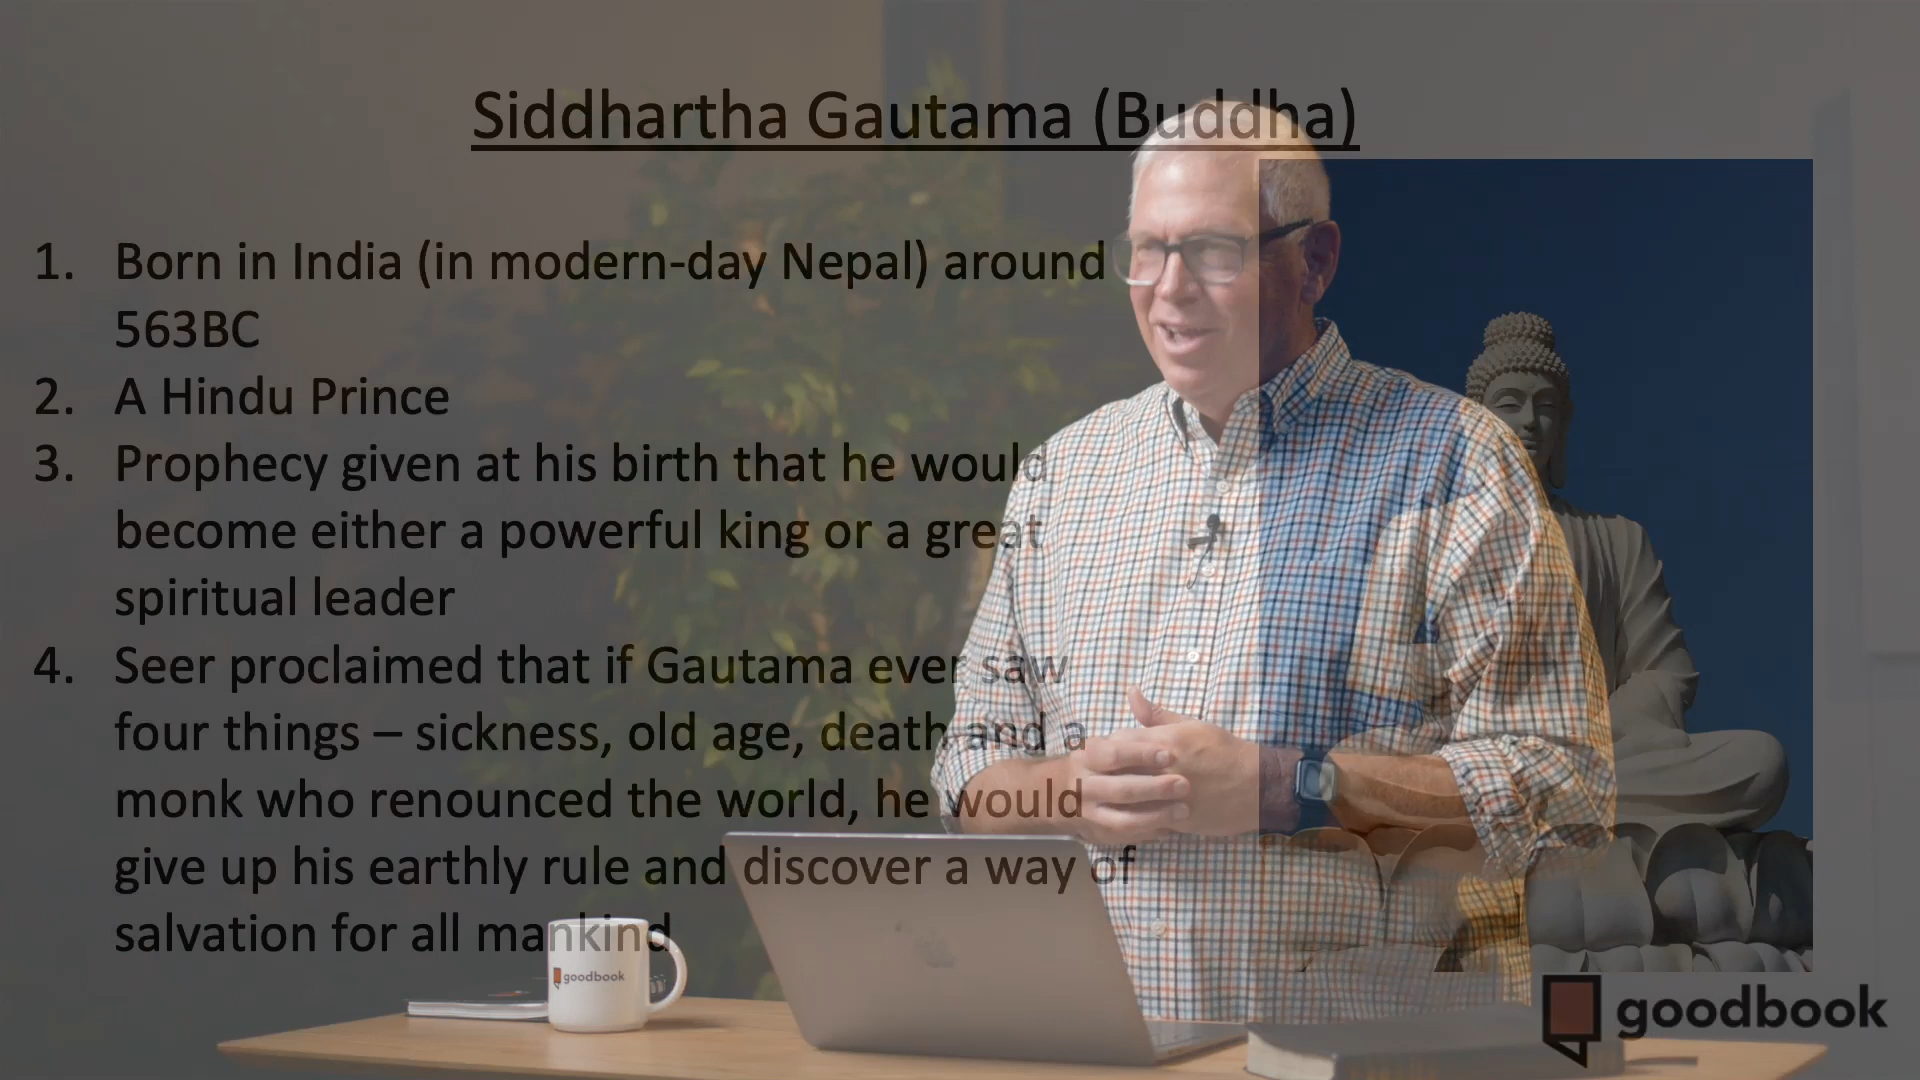 Siddhartha Gautama (Buddha)
1. Born in India (in modern-day Nepal) around
563BC
2. A Hindu Prince
3. Prophecy given at his birth that he would
become either a powerful king or a great
spiritual leader
4. Seer proclaimed that if Gautama ever saw
four things – sickness, old age, death and a
monk who renounced the world, he would
give up his earthly rule and discover a way of
salvation for all mankind
goodbook
goodbook